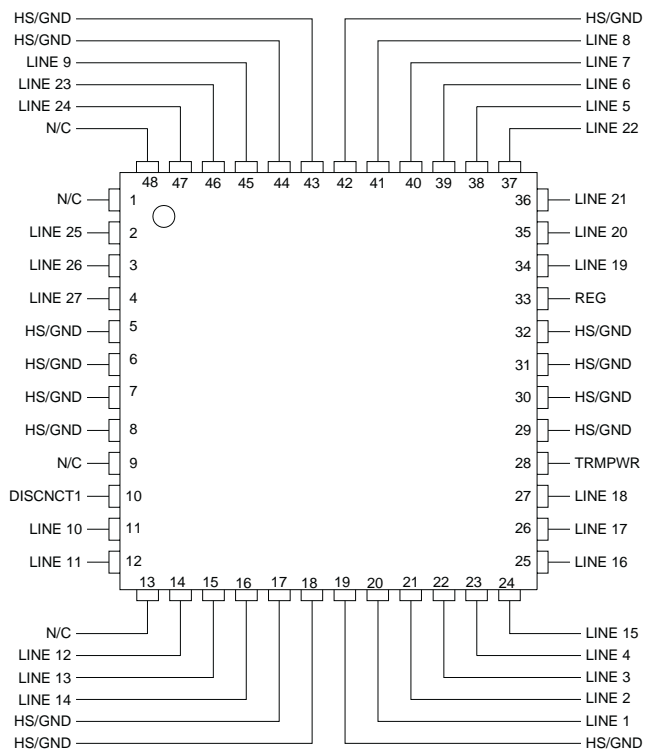 HS/GND HS/GND
HS/GND LINE 8
LINE 9 LINE 7
LINE 23 LINE 6
LINE 24 LINE 5
N/C LINE 22
48 47 46 45 44 43 42 41 40 39 38 37
N/C 1 36 LINE 21
LINE 25 2 35 LINE 20
LINE 26 3 34 LINE 19
LINE 27 4 33 REG
HS/GND 5 32 HS/GND
HS/GND 6 31 HS/GND
HS/GND 7 30 HS/GND
HS/GND 8 29 HS/GND
N/C 9 28 TRMPWR
DISCNCT1 10 27 LINE 18
LINE 10 11 26 LINE 17
LINE 11 12 25 LINE 16
13 14 15 16 17 18 19 20 21 22 23 24
N/C LINE 15
LINE 12 LINE 4
LINE 13 LINE 3
LINE 14 LINE 2
HS/GND LINE 1
HS/GND HS/GND